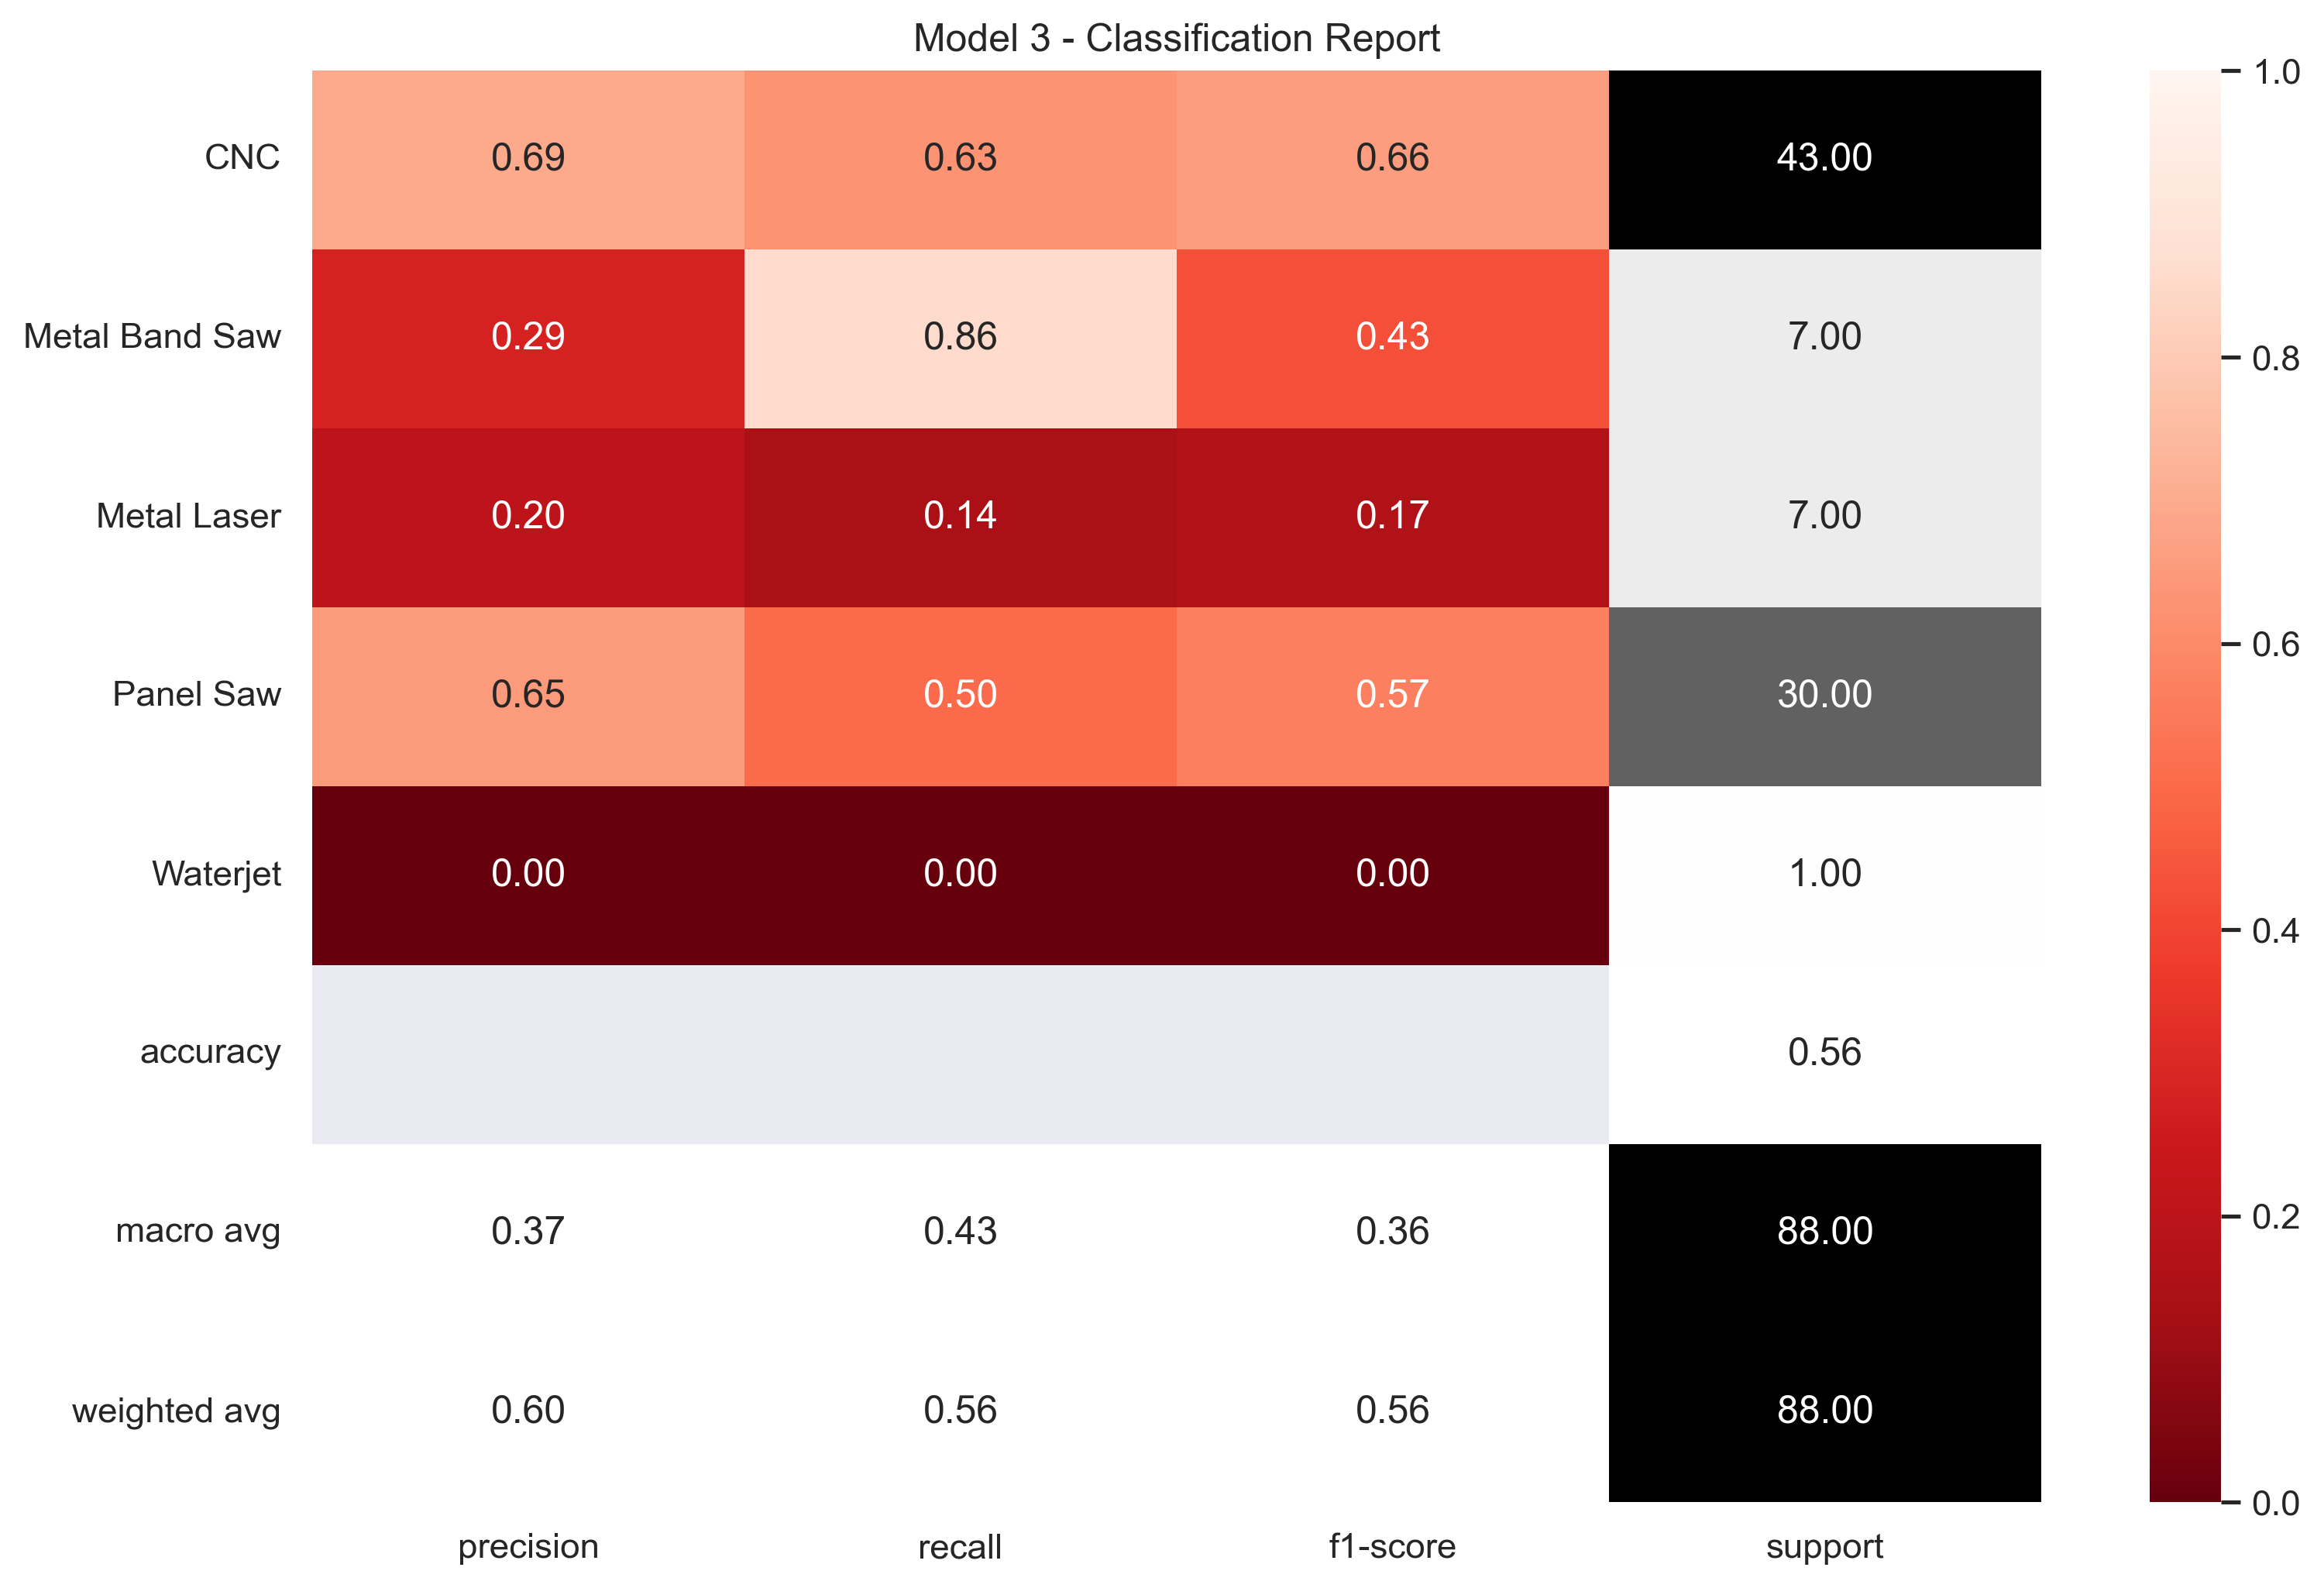 Model 3 - Classification Report
CNC 0.69 0.63 0.66 43.00
Metal Band Saw 0.29 0.86 0.43 7.00
Metal Laser 0.20 0.14 0.17 7.00
Panel Saw 0.65 0.50 0.57 30.00
Waterjet 0.00 0.00 0.00 1.00
accuracy 0.56
macro avg 0.37 0.43 0.36 88.00
weighted avg 0.60 0.56 0.56 88.00
precision recall f1-score support
1.0
0.8
0.6
0.4
0.2
0.0